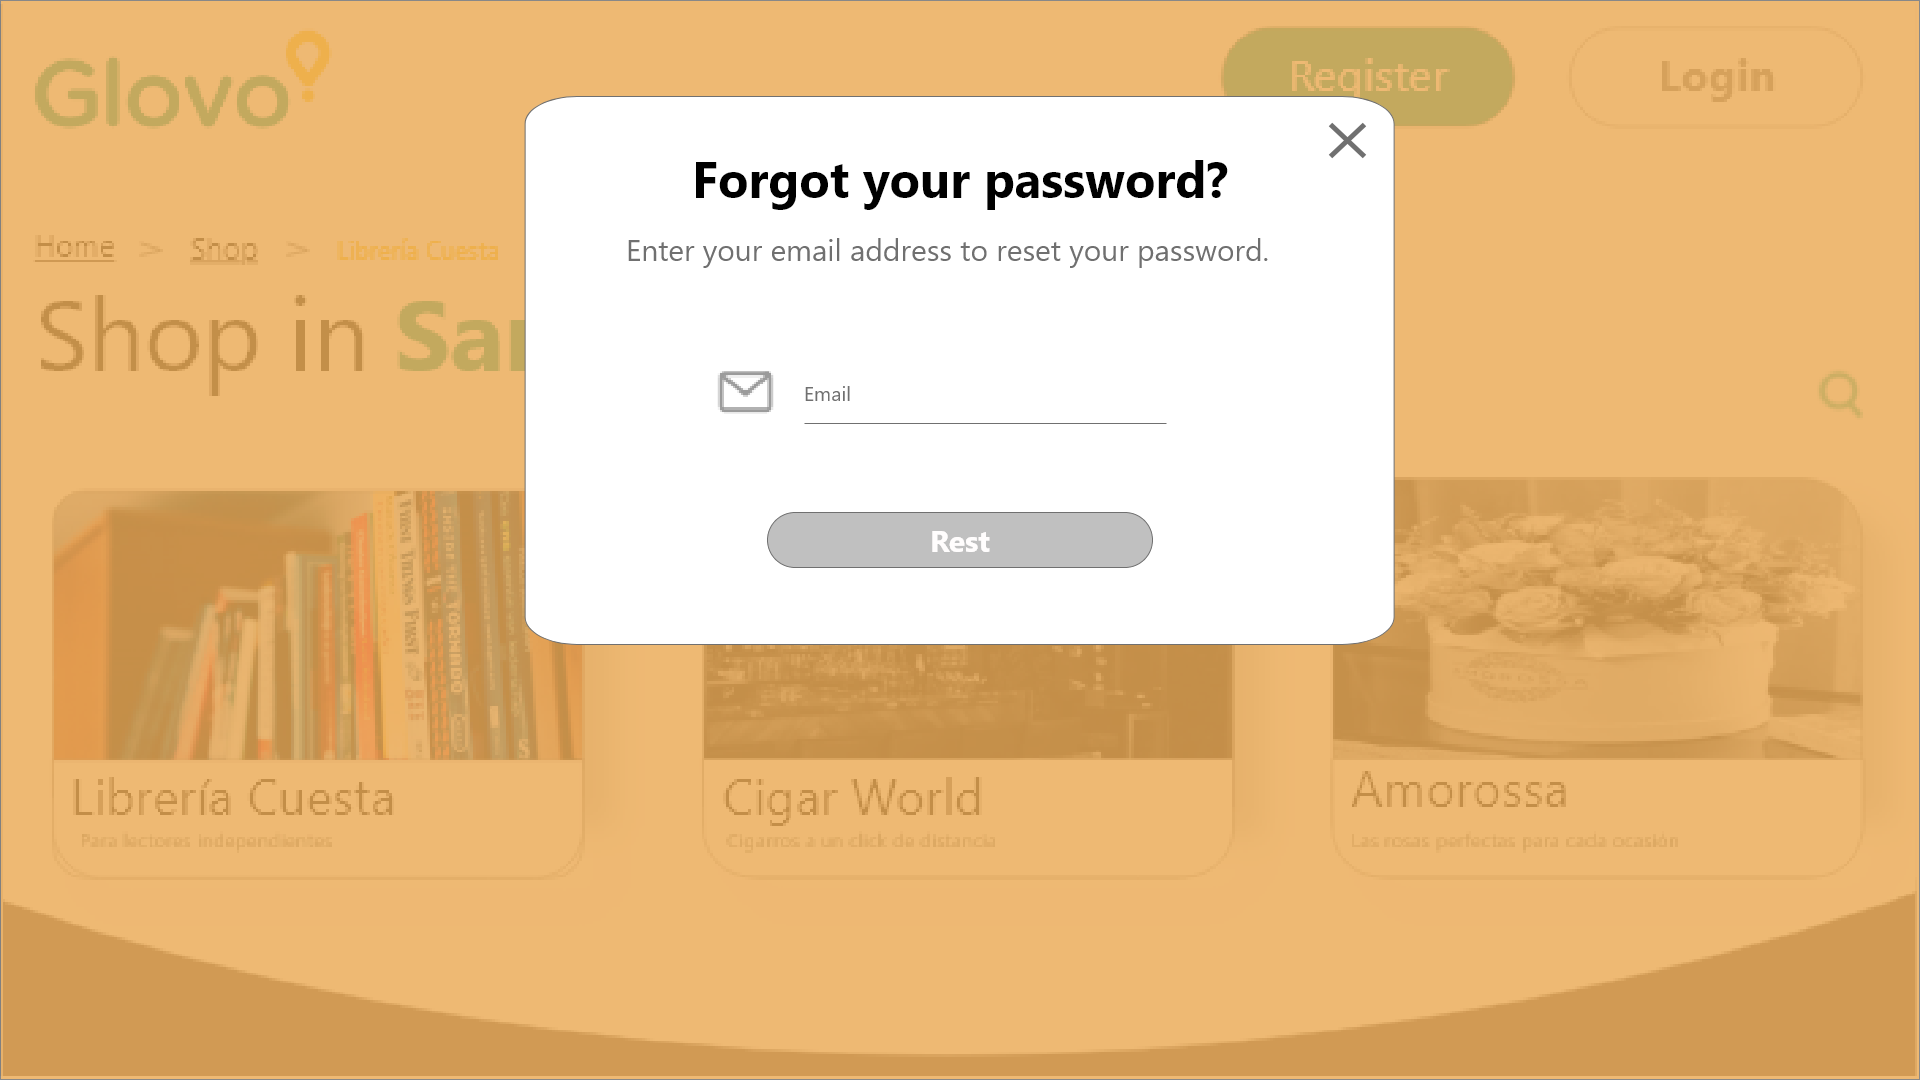 Glovo
Register
Login
Forgot your password?
Enter your email address to reset your password.
Home > Shop > Librería Cuesta
Shop in
Email
Rest
Librería Cuesta
Para lectores independientes
Cigar World
Cigarros a un click de distancia
Amorossa
Las rosas perfectas para cada ocasión